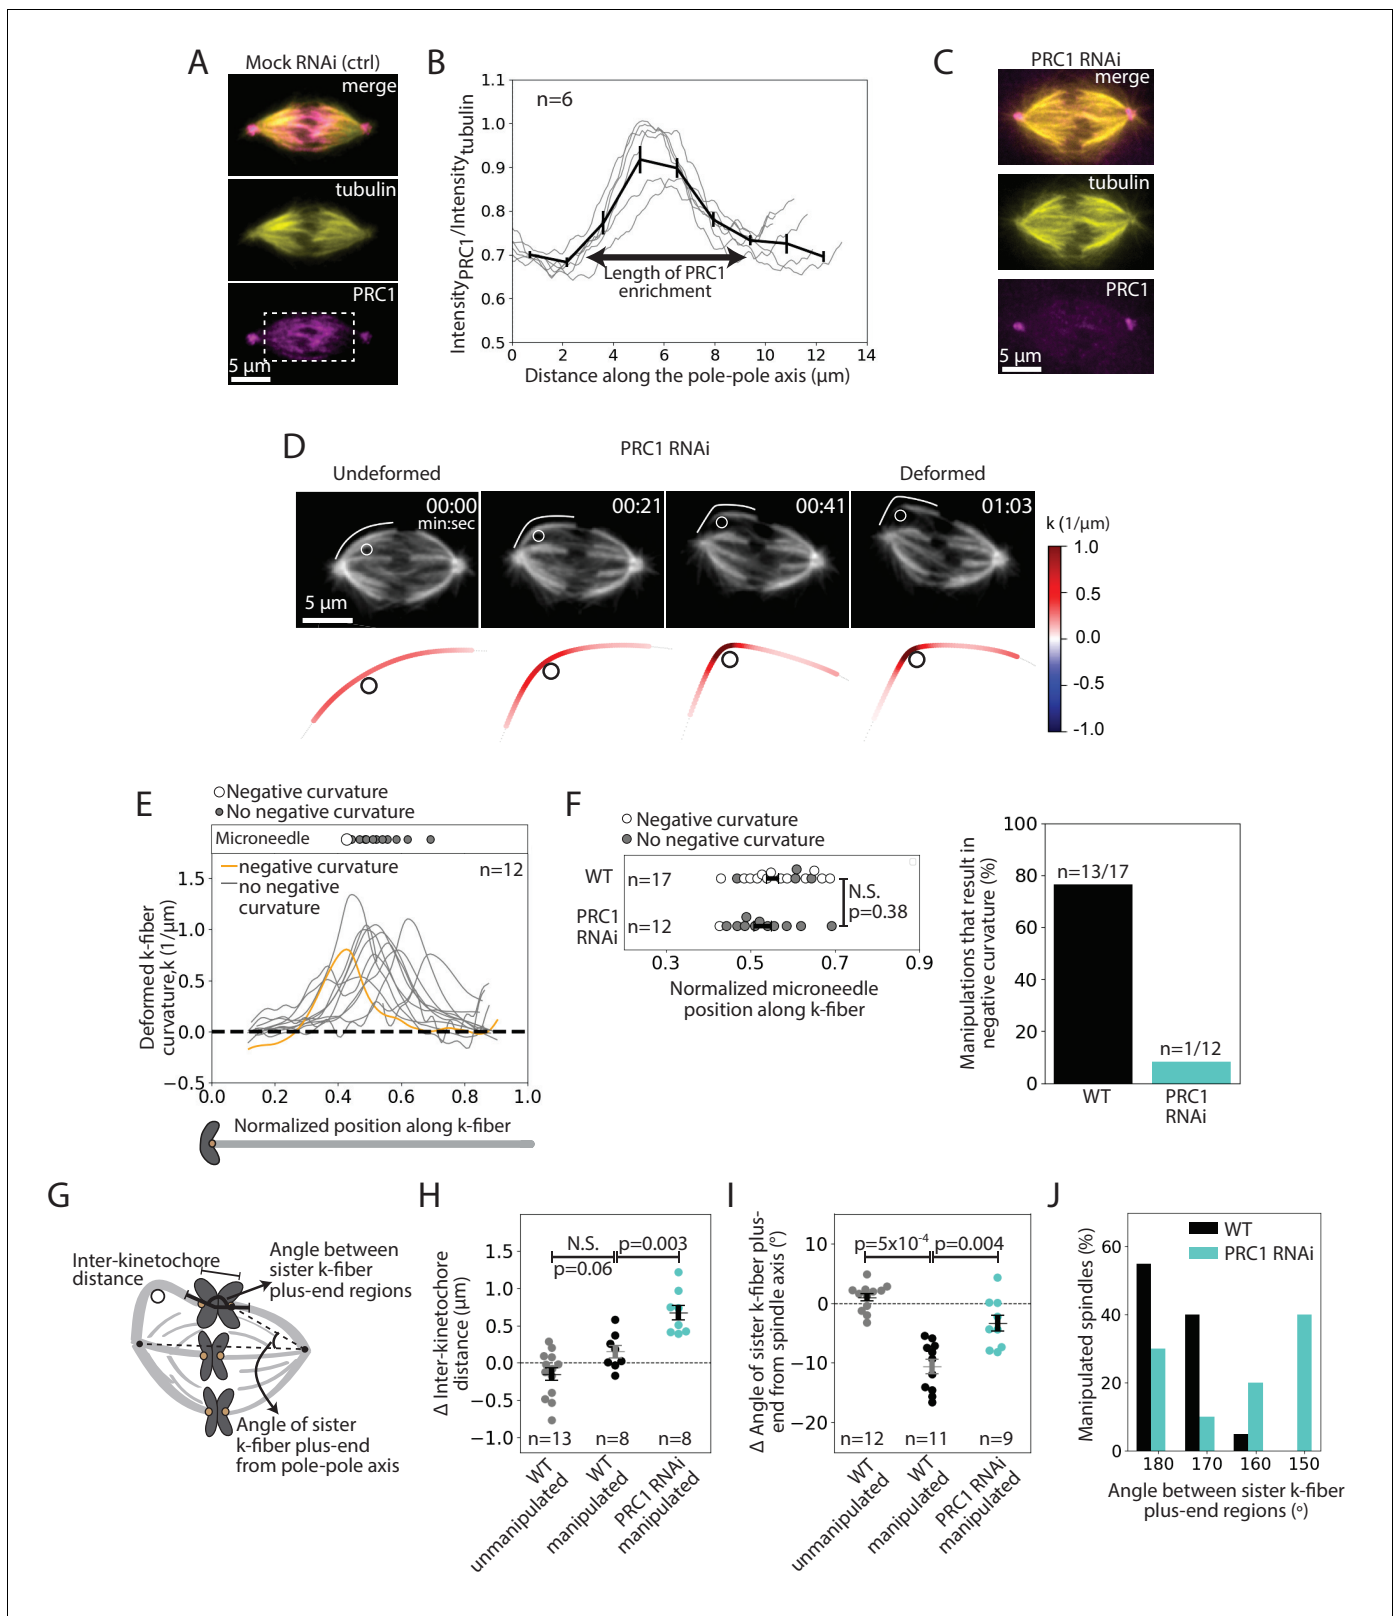 A
Mock RNAi (ctrl)
merge
tubulin
PRC1
5 μm
B
n=6
1.1
1.0
0.9
0.8
0.7
0.6
0.5
IntensityPRC1/Intensitytubulin
Length of PRC1
enrichment
0 2 4 6 8 10 12 14
Distance along the pole-pole axis (μm)
C
PRC1 RNAi
merge
tubulin
PRC1
5 μm
D
PRC1 RNAi
Undeformed
Deformed
00:00
min:sec
00:21
00:41
01:03
5 μm
k (1/μm)
1.0
0.5
0.0
-0.5
-1.0
E
Negative curvature
No negative curvature
Microneedle
negative curvature
no negative
curvature
n=12
1.5
1.0
0.5
0.0
−0.5
Deformed k-fiber
curvature,k (1/μm)
0.0 0.2 0.4 0.6 0.8 1.0
Normalized position along k-fiber
F
Negative curvature
No negative curvature
WT
n=17
PRC1
RNAi
n=12
N.S.
p=0.38
0.3 0.5 0.7 0.9
Normalized microneedle
position along k-fiber
100
80
60
40
20
0
Manipulations that result in
negative curvature (%)
n=13/17
n=1/12
WT
PRC1
RNAi
G
Inter-kinetochore
distance
Angle between
sister k-fiber
plus-end regions
Angle of sister
k-fiber plus-end
from pole-pole axis
H
Δ Inter-kinetochore
distance (μm)
1.5
1.0
0.5
0.0
−0.5
−1.0
N.S.
p=0.06
p=0.003
n=13
n=8
n=8
WT
unmanipulated
WT
manipulated
PRC1 RNAi
manipulated
I
Δ Angle of sister k-fiber plus-
end from spindle axis (°)
10
0
−10
−20
p=5x10⁻⁴
p=0.004
n=12
n=11
n=9
WT
unmanipulated
WT
manipulated
PRC1 RNAi
manipulated
J
WT
PRC1 RNAi
Manipulated spindles (%)
60
40
20
0
180 170 160 150
Angle between sister k-fiber
plus-end regions (°)